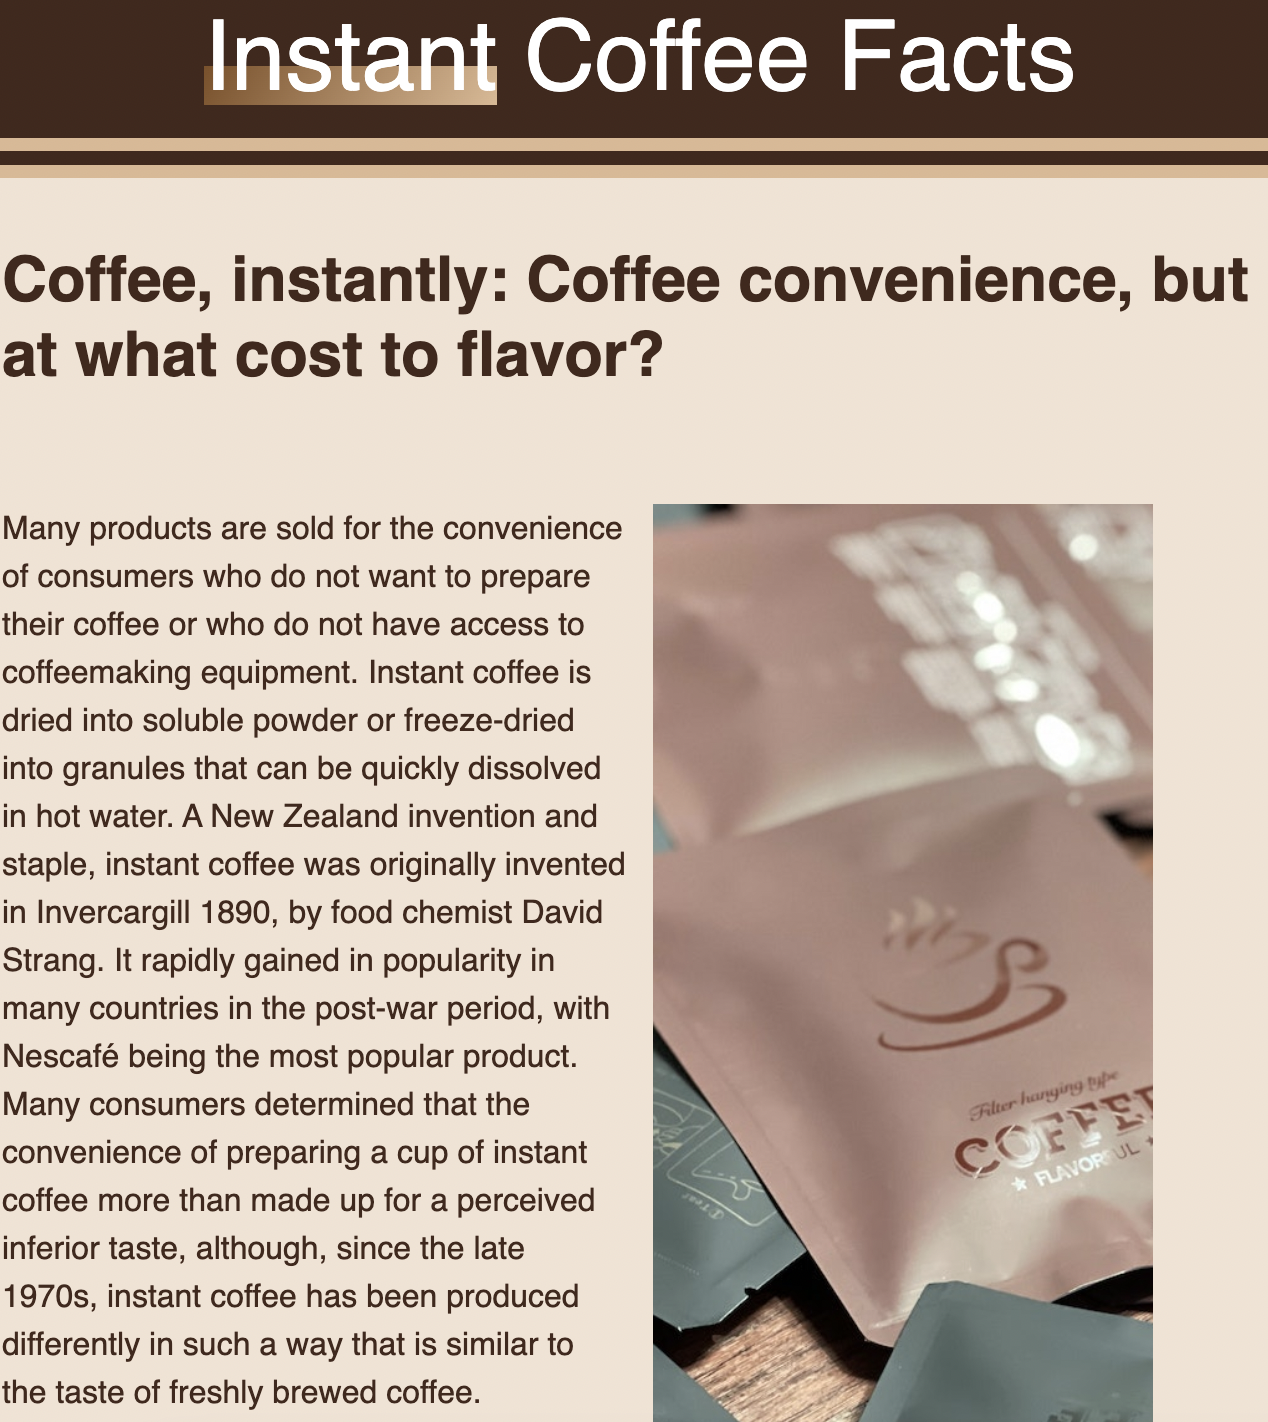 Instant Coffee Facts
Coffee, instantly: Coffee convenience, but
at what cost to flavor?
Many products are sold for the convenience
of consumers who do not want to prepare
their coffee or who do not have access to
coffeemaking equipment. Instant coffee is
dried into soluble powder or freeze-dried
into granules that can be quickly dissolved
in hot water. A New Zealand invention and
staple, instant coffee was originally invented
in Invercargill 1890, by food chemist David
Strang. It rapidly gained in popularity in
many countries in the post-war period, with
Nescafé being the most popular product.
Many consumers determined that the
convenience of preparing a cup of instant
coffee more than made up for a perceived
inferior taste, although, since the late
1970s, instant coffee has been produced
differently in such a way that is similar to
the taste of freshly brewed coffee.
Filter hanging type
COFFEE
★ FLAVORFUL ★